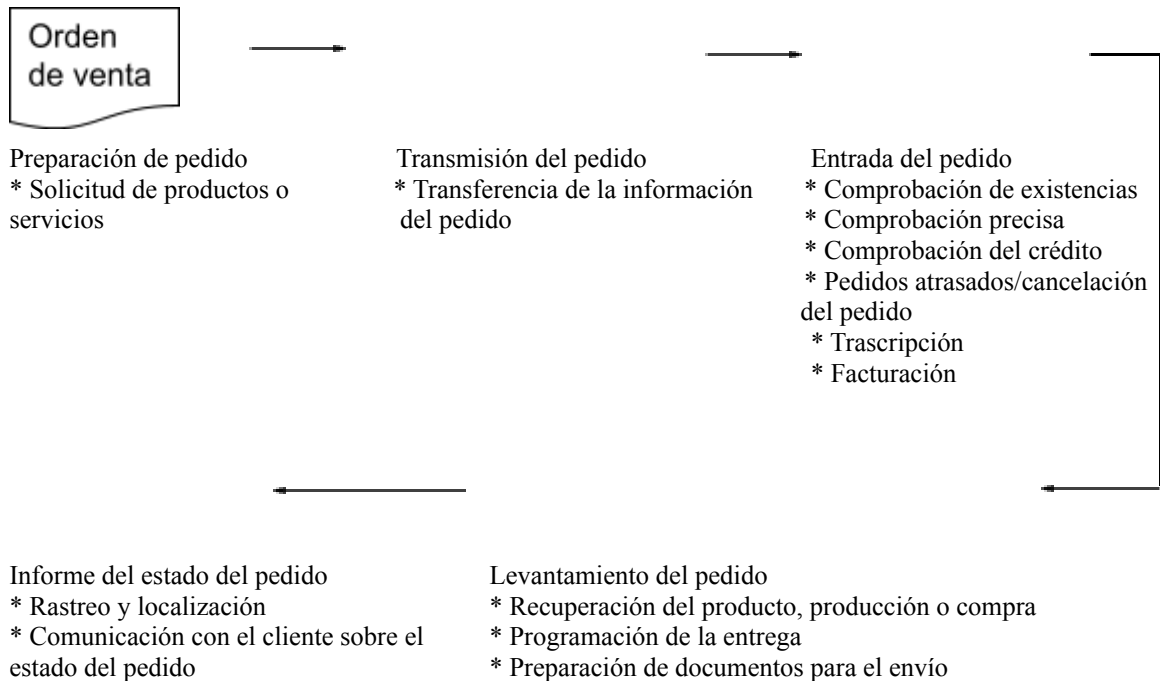 Orden
de venta
Preparación de pedido
* Solicitud de productos o
servicios
Transmisión del pedido
* Transferencia de la información
del pedido
Entrada del pedido
* Comprobación de existencias
* Comprobación precisa
* Comprobación del crédito
* Pedidos atrasados/cancelación
del pedido
* Trascripción
* Facturación
Informe del estado del pedido
* Rastreo y localización
* Comunicación con el cliente sobre el
estado del pedido
Levantamiento del pedido
* Recuperación del producto, producción o compra
* Programación de la entrega
* Preparación de documentos para el envío